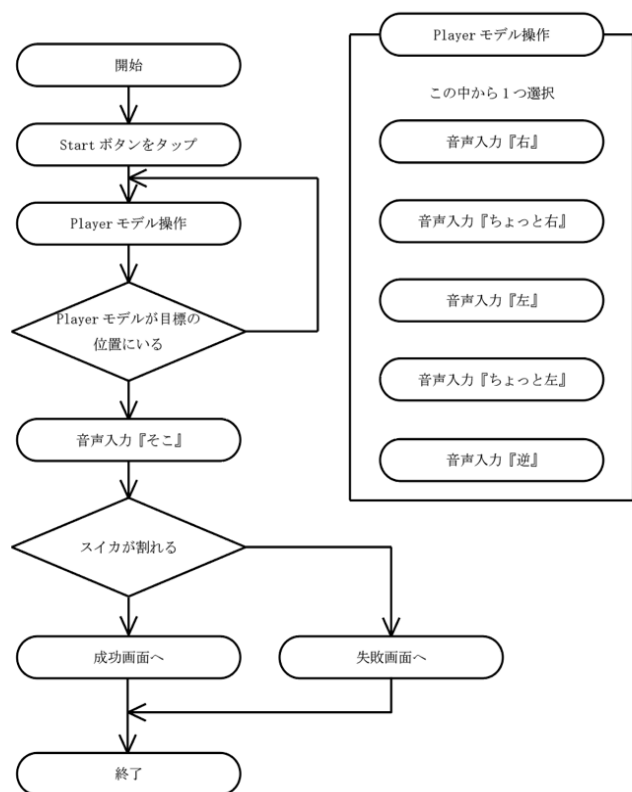 開始
Start ボタンをタップ
Player モデル操作
Player モデルが目標の
位置にいる
音声入力『そこ』
スイカが割れる
成功画面へ
失敗画面へ
終了
Player モデル操作
この中から 1 つ選択
音声入力『右』
音声入力『ちょっと右』
音声入力『左』
音声入力『ちょっと左』
音声入力『逆』